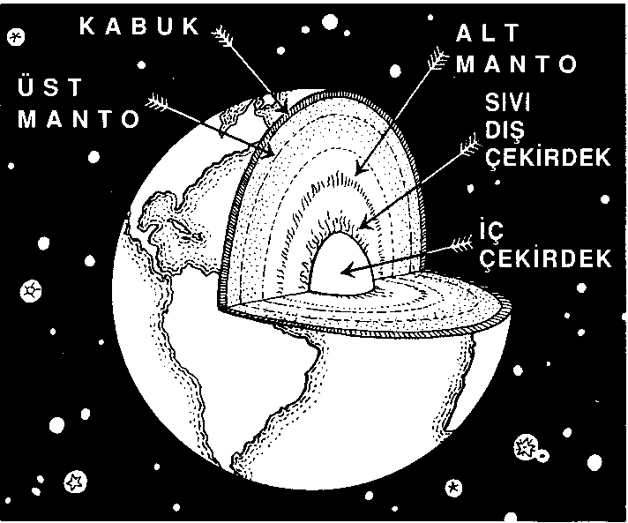 KABUK
ÜST
MANTO
ALT
MANTO
SIVI
DIŞ
ÇEKİRDEK
İÇ
ÇEKİRDEK